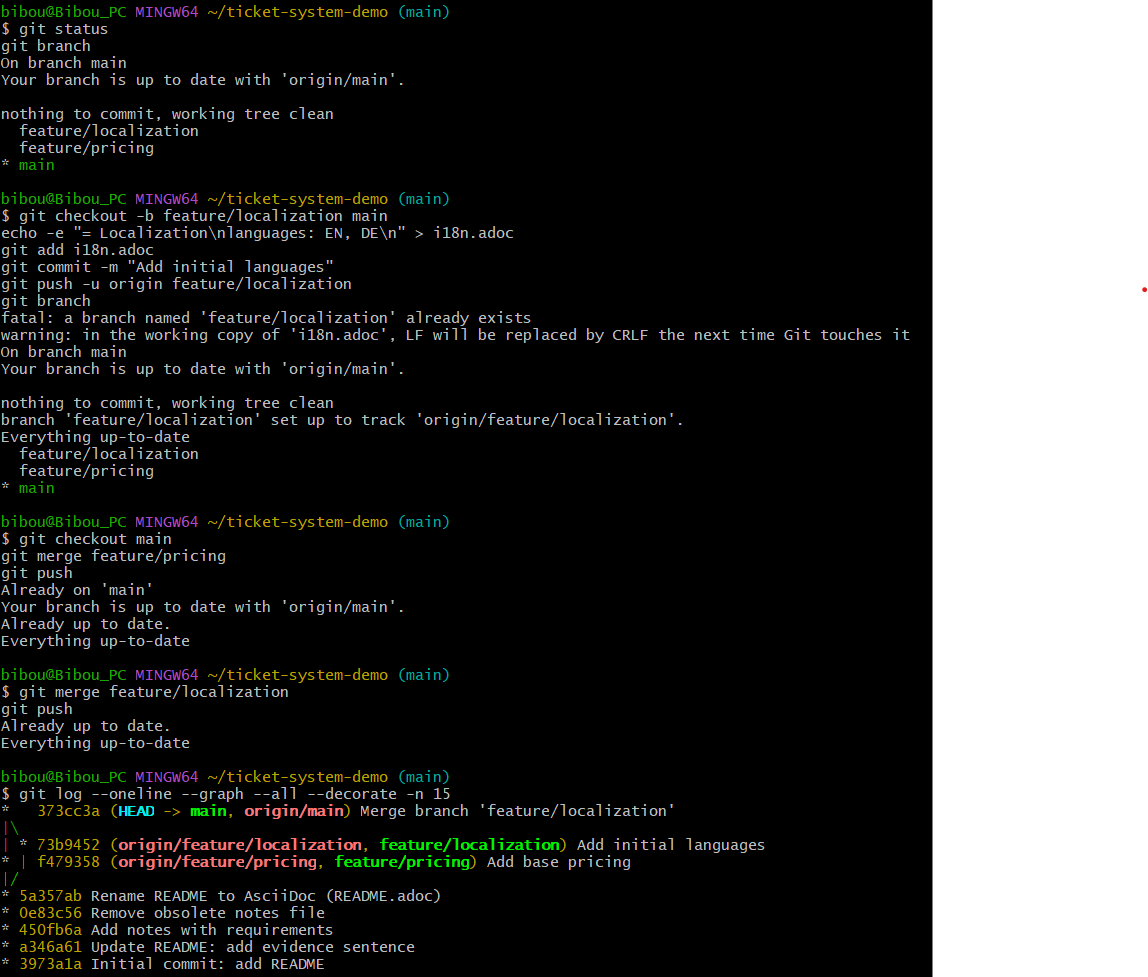 bibou@Bibou_PC MINGW64 ~/ticket-system-demo (main)
$ git status
git branch
On branch main
Your branch is up to date with 'origin/main'.

nothing to commit, working tree clean
  feature/localization
  feature/pricing
* main

bibou@Bibou_PC MINGW64 ~/ticket-system-demo (main)
$ git checkout -b feature/localization main
echo -e "= Localization\nlanguages: EN, DE\n" > i18n.adoc
git add i18n.adoc
git commit -m "Add initial languages"
git push -u origin feature/localization
git branch
fatal: a branch named 'feature/localization' already exists
warning: in the working copy of 'i18n.adoc', LF will be replaced by CRLF the next time Git touches it
On branch main
Your branch is up to date with 'origin/main'.

nothing to commit, working tree clean
branch 'feature/localization' set up to track 'origin/feature/localization'.
Everything up-to-date
  feature/localization
  feature/pricing
* main

bibou@Bibou_PC MINGW64 ~/ticket-system-demo (main)
$ git checkout main
git merge feature/pricing
git push
Already on 'main'
Your branch is up to date with 'origin/main'.
Already up to date.
Everything up-to-date

bibou@Bibou_PC MINGW64 ~/ticket-system-demo (main)
$ git merge feature/localization
git push
Already up to date.
Everything up-to-date

bibou@Bibou_PC MINGW64 ~/ticket-system-demo (main)
$ git log --oneline --graph --all --decorate -n 15
*   373cc3a (HEAD -> main, origin/main) Merge branch 'feature/localization'
|\
| * 73b9452 (origin/feature/localization, feature/localization) Add initial languages
* | f479358 (origin/feature/pricing, feature/pricing) Add base pricing
|/
* 5a357ab Rename README to AsciiDoc (README.adoc)
* 0e83c56 Remove obsolete notes file
* 450fb6a Add notes with requirements
* a346a61 Update README: add evidence sentence
* 3973a1a Initial commit: add README